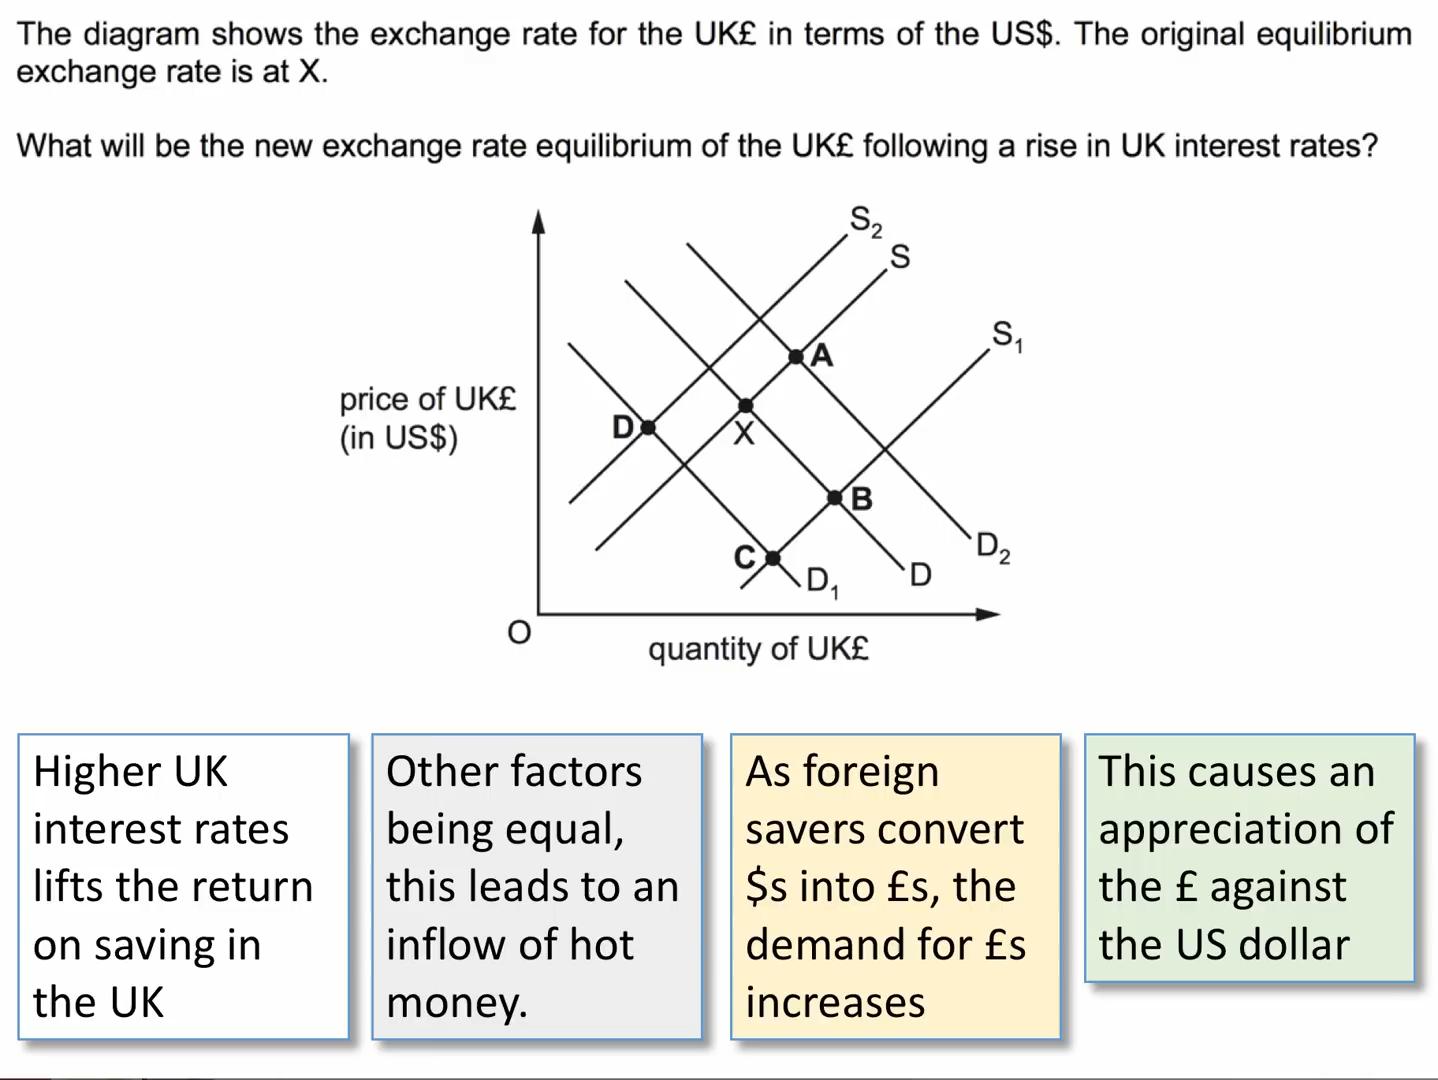 The diagram shows the exchange rate for the UK£ in terms of the US$. The original equilibrium
exchange rate is at X.
What will be the new exchange rate equilibrium of the UK£ following a rise in UK interest rates?
S₂
S
S₁
A
price of UK£
(in US$)
D
X
B
C
D₁
D
D₂
O
quantity of UK£
Higher UK
interest rates
lifts the return
on saving in
the UK
Other factors
being equal,
this leads to an
inflow of hot
money.
As foreign
savers convert
$s into £s, the
demand for £s
increases
This causes an
appreciation of
the £ against
the US dollar